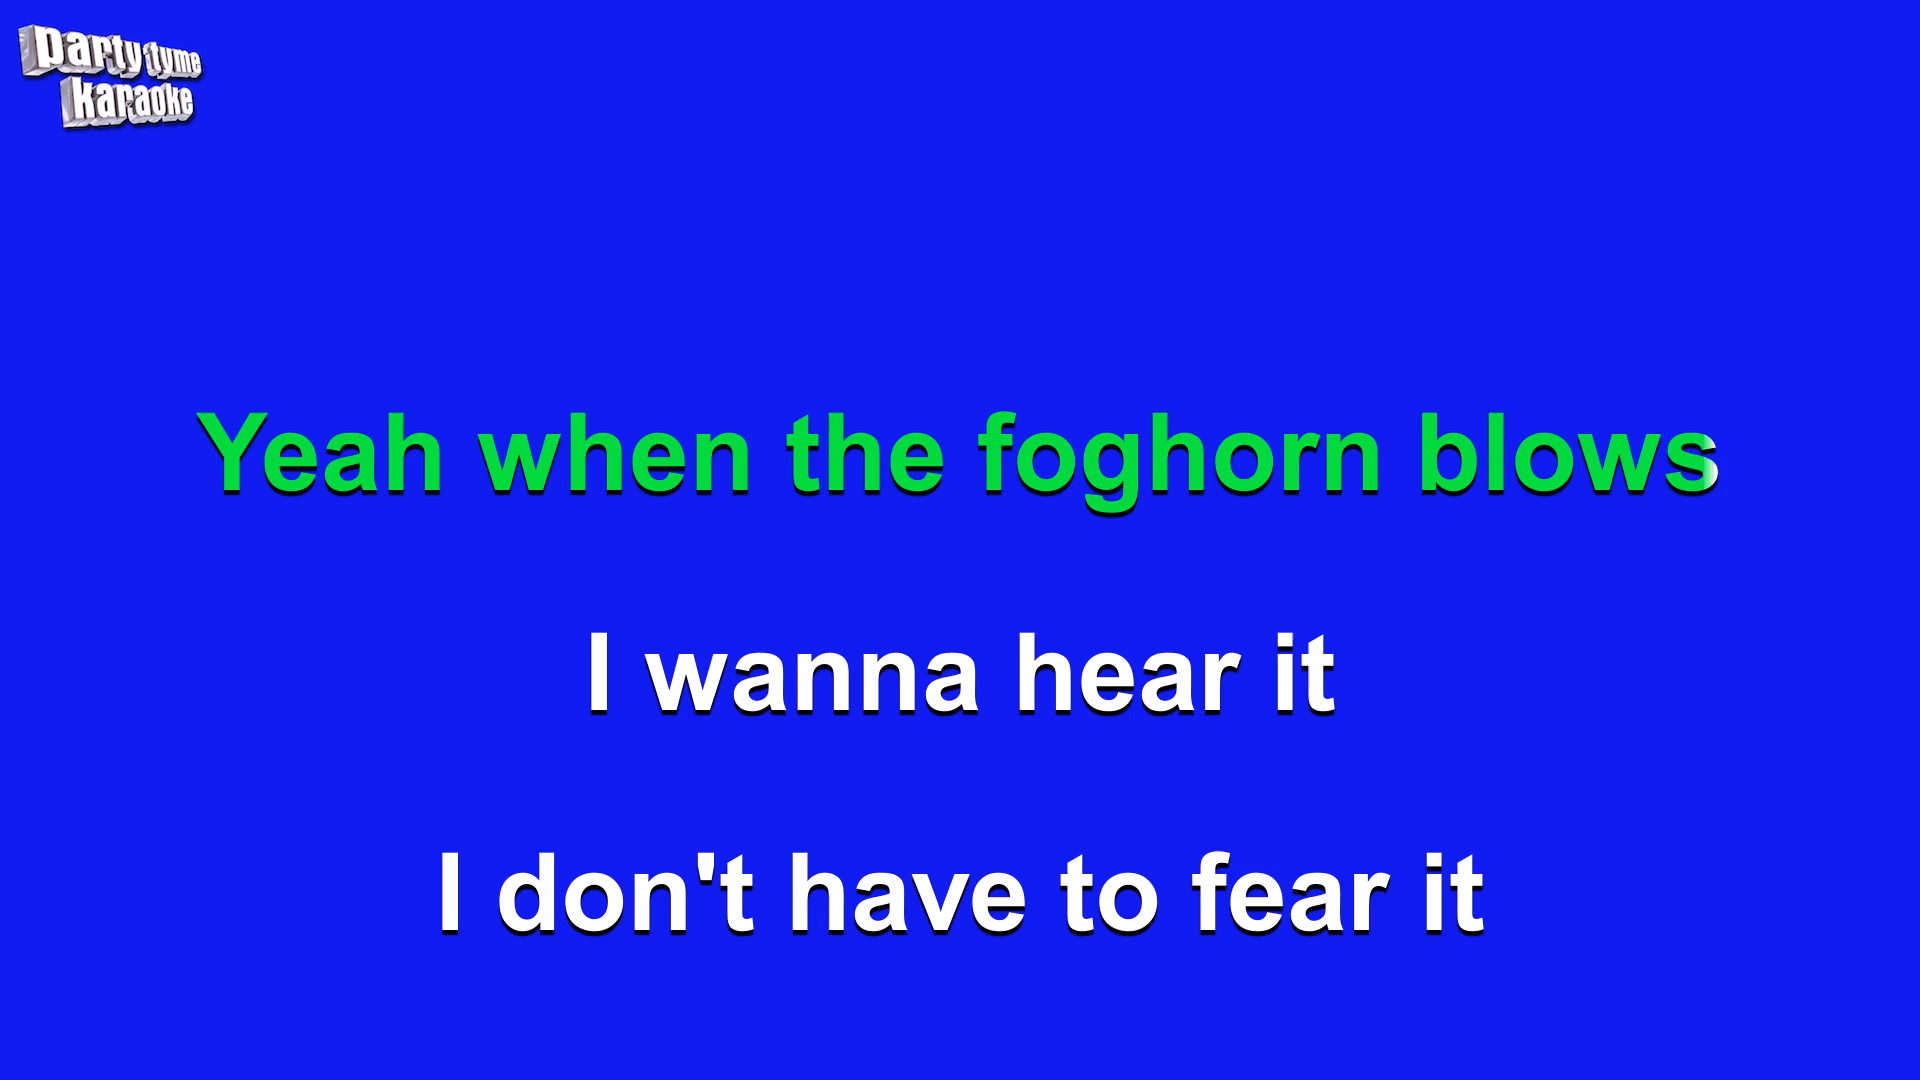 party tyme
karaoke
Yeah when the foghorn blows
I wanna hear it
I don't have to fear it